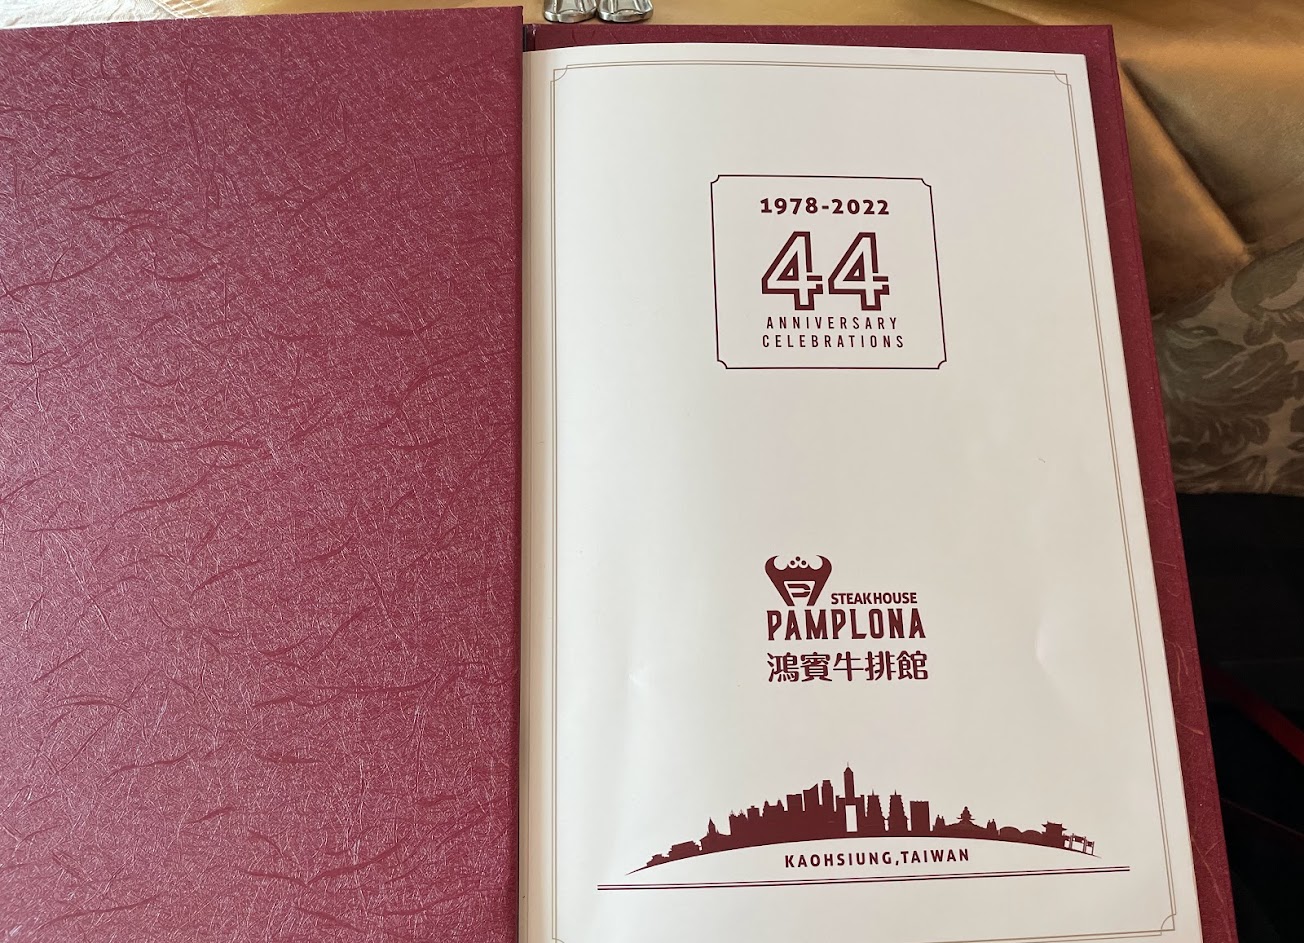 1978-2022
44
ANNIVERSARY
CELEBRATIONS
STEAKHOUSE
PAMPLONA
鴻賓牛排館
KAOHSIUNG,TAIWAN